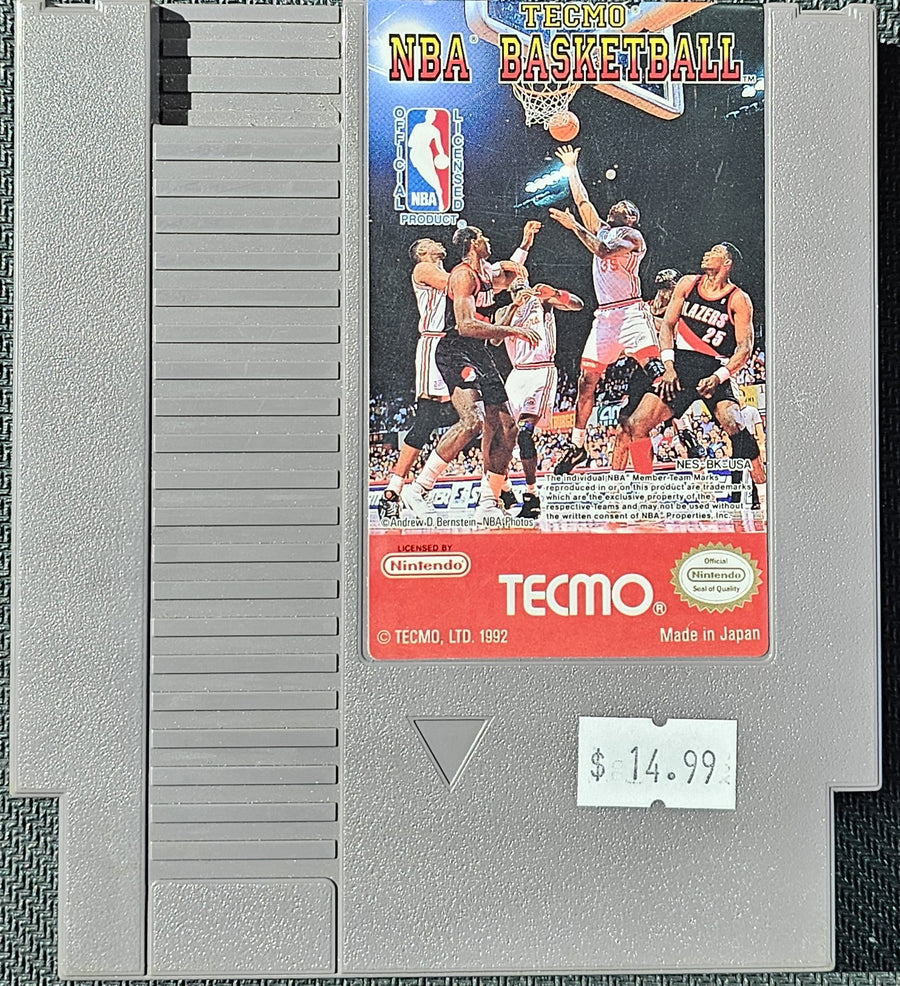 TECMO®
NBA® BASKETBALL™
OFFICIAL
LICENSED
NBA
PRODUCT
35
BLAZERS
25
NES-BK-USA
The individual NBA® Member Team Marks
reproduced in or on this product are trademarks
which are the exclusive property of the
respective Teams and may not be used without
the written consent of NBA® Properties, Inc.
©Andrew D. Bernstein–NBA Photos
LICENSED BY
Nintendo
TECMO®
Official
Nintendo
Seal of Quality
© TECMO, LTD. 1992
Made in Japan
$ 14.99